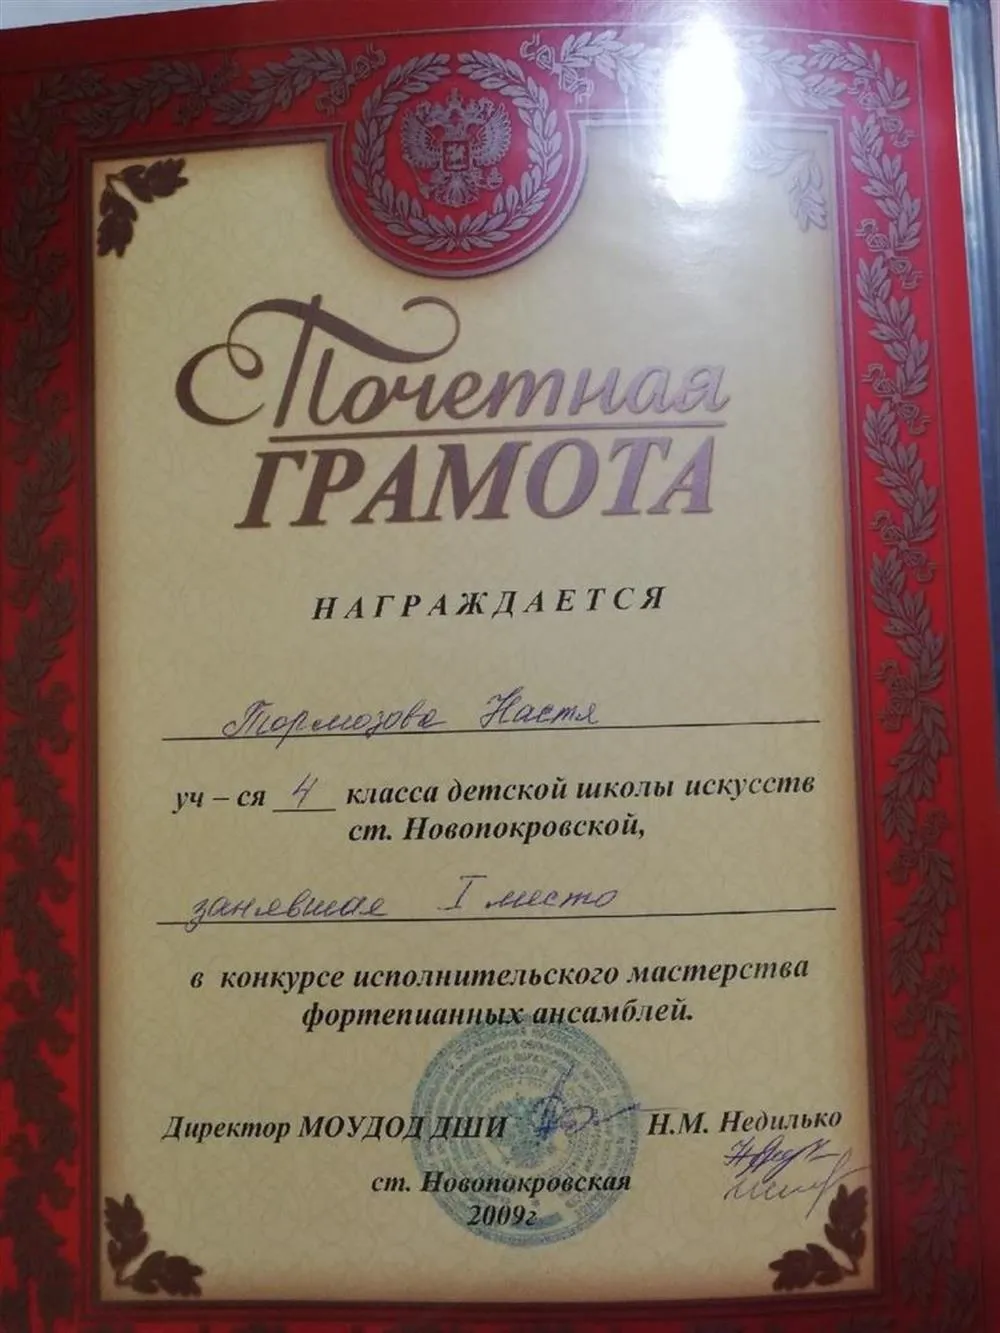 Почетная
ГРАМОТА
НАГРАЖДАЕТСЯ
Тормозова Настя
уч – ся 4 класса детской школы искусств
ст. Новопокровской,
занявшая I место
в конкурсе исполнительского мастерства
фортепианных ансамблей.
Директор МОУДОД ДШИ Н.М. Недилько
ст. Новопокровская
2009г